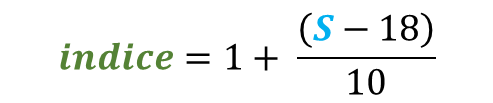 indice = 1 + (S − 18) / 10